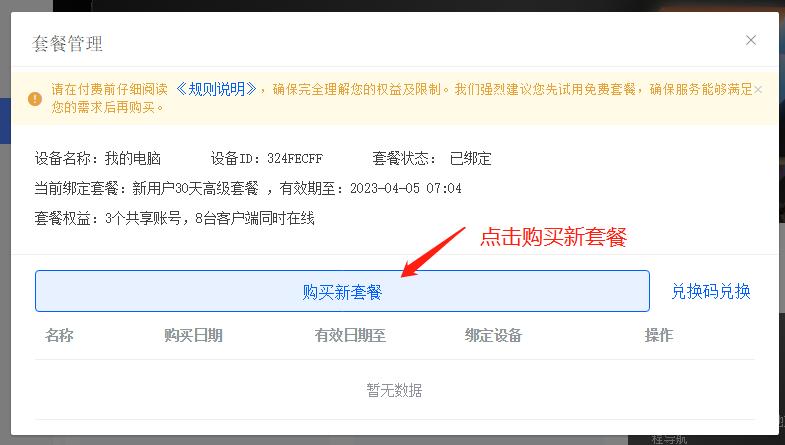 套餐管理
请在付费前仔细阅读 《规则说明》，确保完全理解您的权益及限制。我们强烈建议您先试用免费套餐，确保服务能够满足
您的需求后再购买。
设备名称：我的电脑 设备ID：324FECFF 套餐状态： 已绑定
当前绑定套餐：新用户30天高级套餐 ，有效期至：2023-04-05 07:04
套餐权益：3个共享账号，8台客户端同时在线
点击购买新套餐
购买新套餐 兑换码兑换
名称 购买日期 有效日期至 绑定设备 操作
暂无数据
程导航